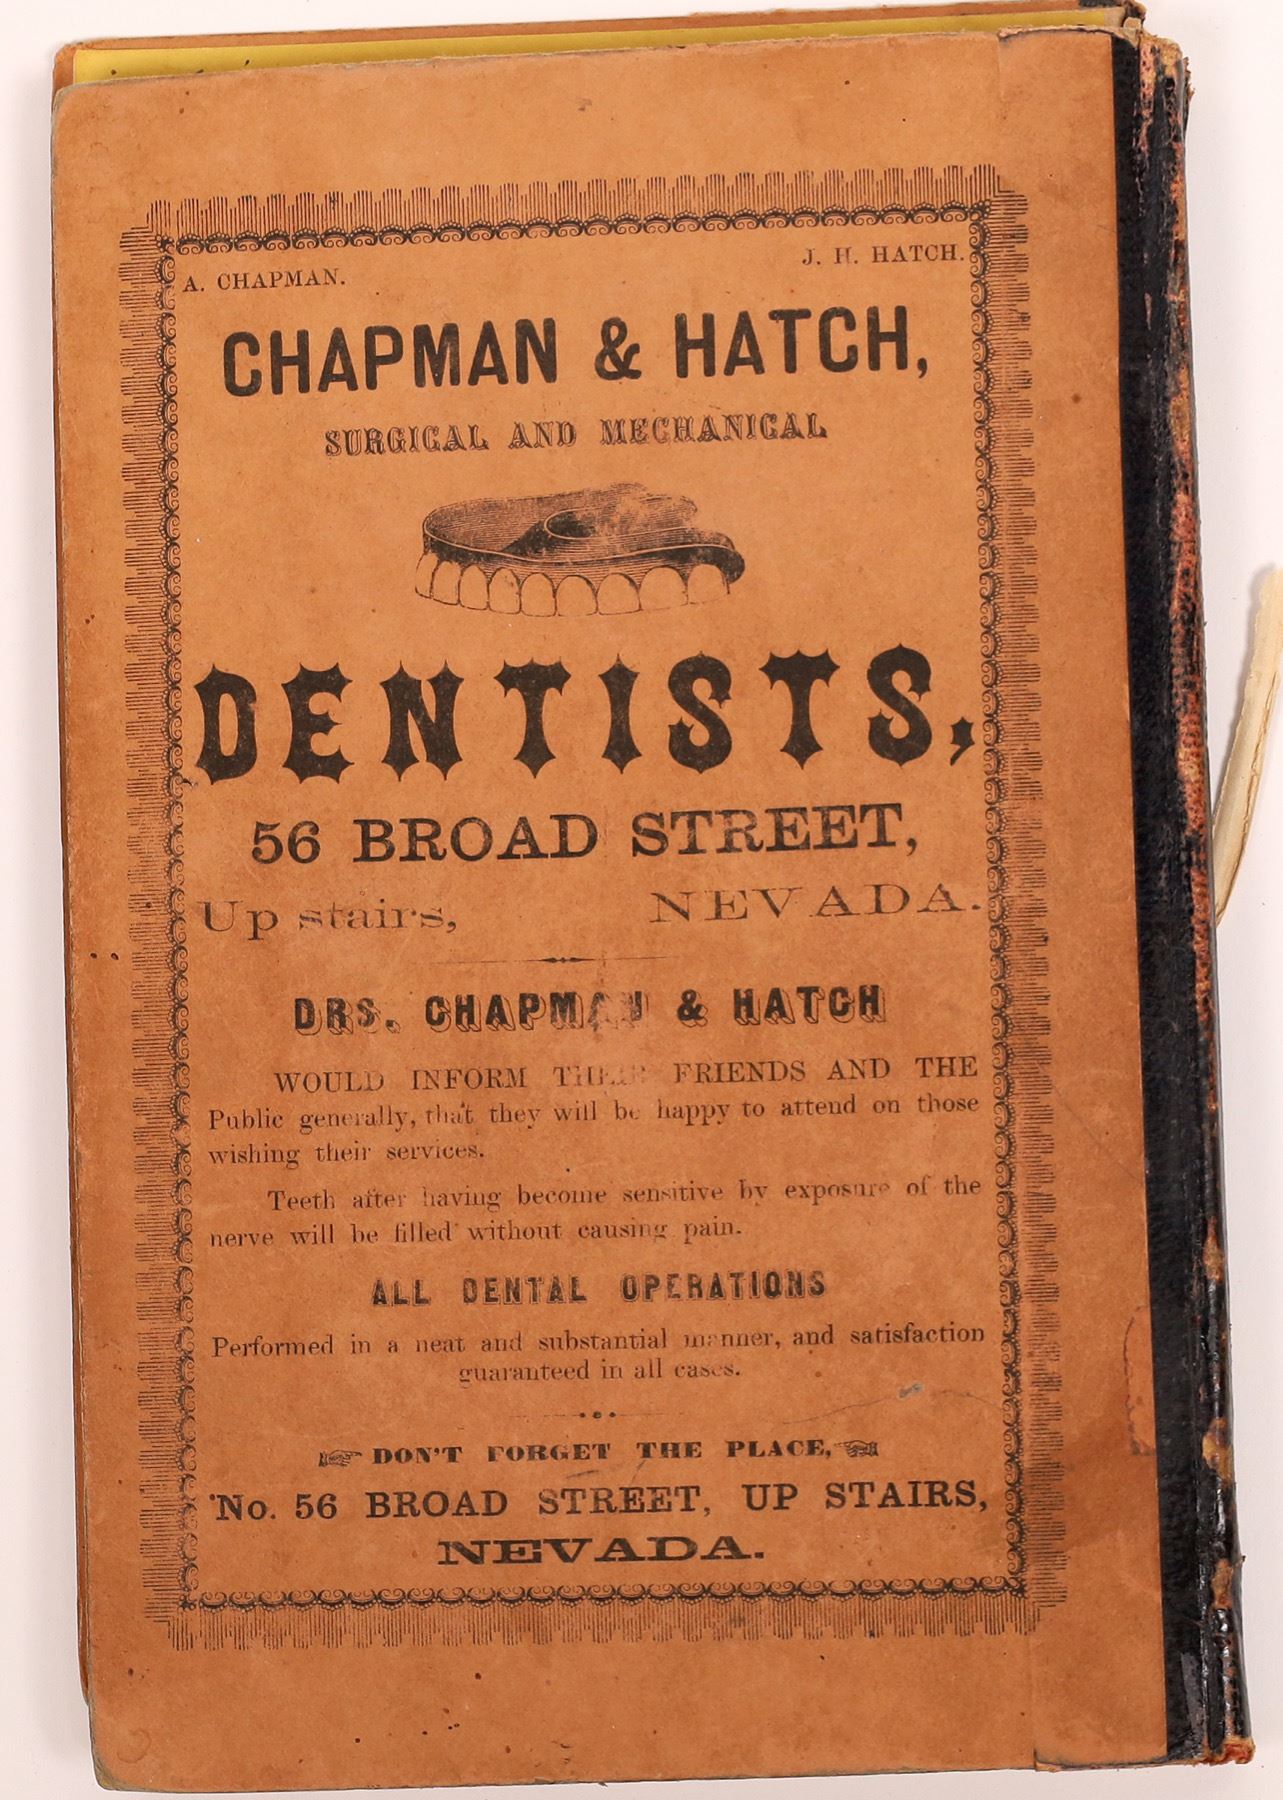 A. CHAPMAN. J. H. HATCH.
CHAPMAN & HATCH,
SURGICAL AND MECHANICAL
DENTISTS,
56 BROAD STREET,
Up stairs, NEVADA.
DRS. CHAPMAN & HATCH
WOULD INFORM THEIR FRIENDS AND THE
Public generally, that they will be happy to attend on those
wishing their services.
Teeth after having become sensitive by exposure of the
nerve will be filled without causing pain.
ALL DENTAL OPERATIONS
Performed in a neat and substantial manner, and satisfaction
guaranteed in all cases.
DON'T FORGET THE PLACE,
No. 56 BROAD STREET, UP STAIRS,
NEVADA.